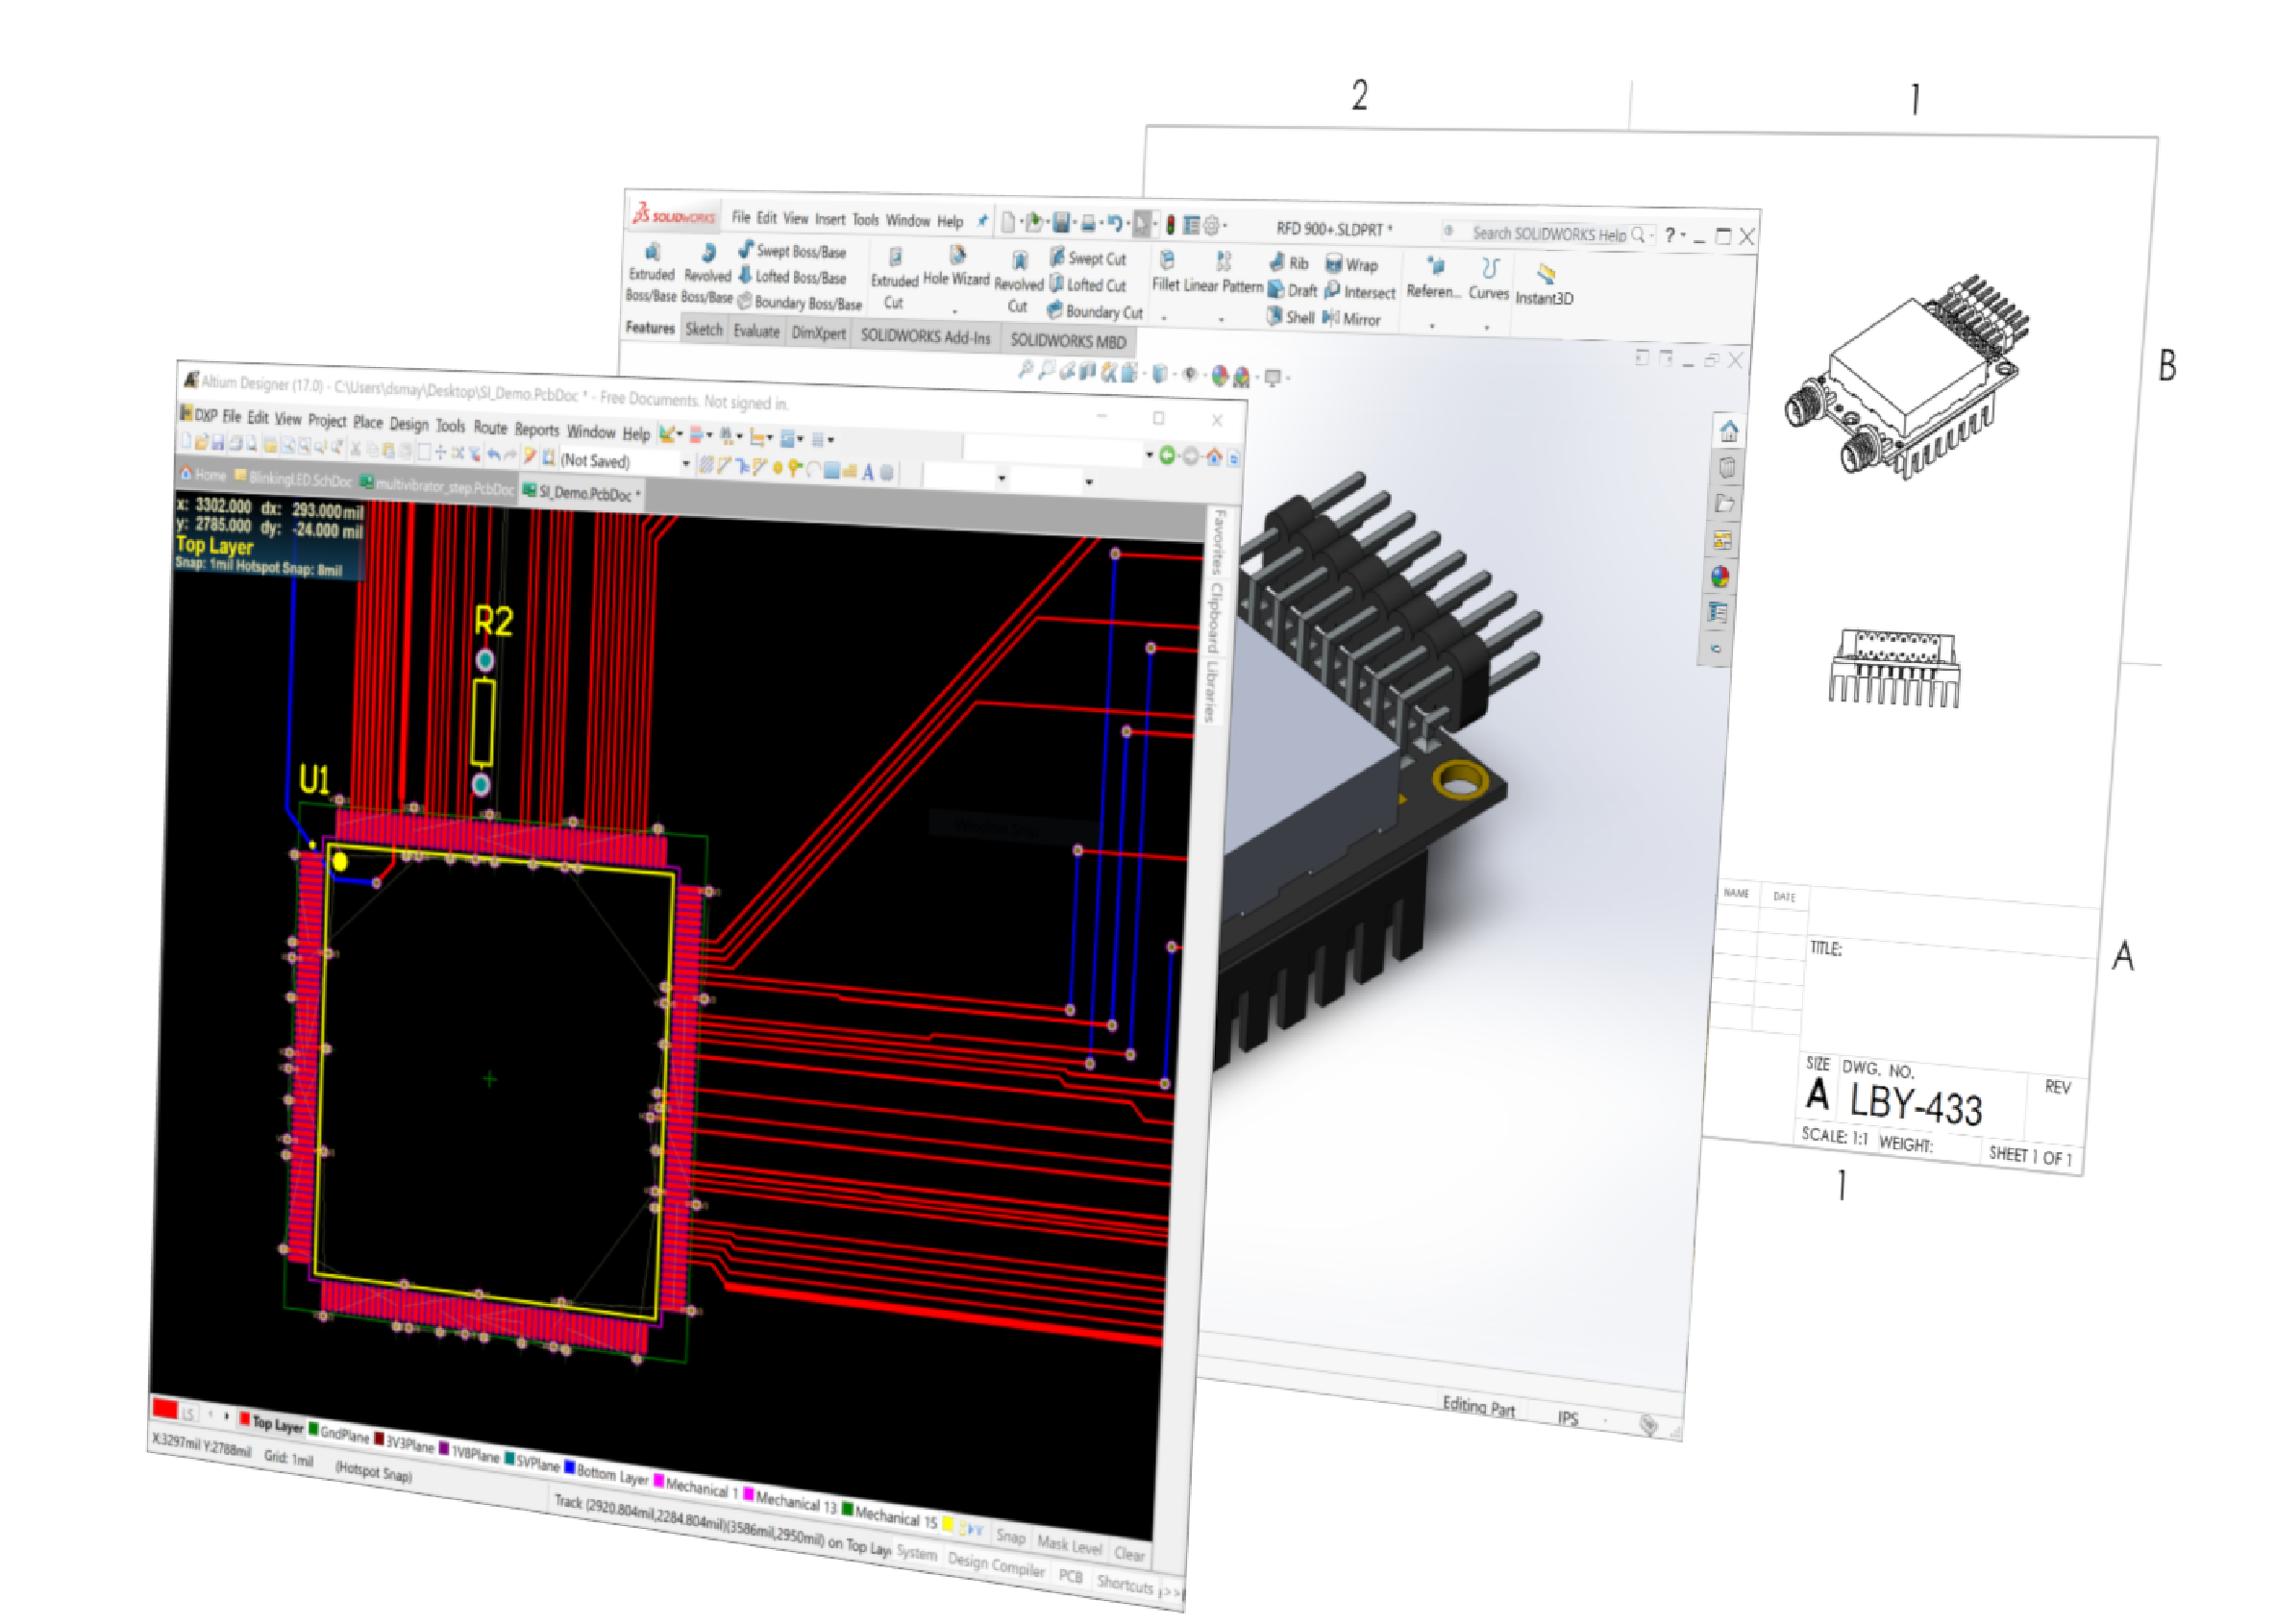 2
1
SOLIDWORKS File Edit View Insert Tools Window Help
RFD 900+.SLDPRT *
Search SOLIDWORKS Help
Extruded Boss/Base
Revolved Boss/Base
Swept Boss/Base
Lofted Boss/Base
Boundary Boss/Base
Extruded Cut
Hole Wizard
Revolved Cut
Swept Cut
Lofted Cut
Boundary Cut
Fillet
Linear Pattern
Rib
Draft
Shell
Wrap
Intersect
Mirror
Referen...
Curves
Instant3D
Features Sketch Evaluate DimXpert SOLIDWORKS Add-Ins SOLIDWORKS MBD
B
Altium Designer (17.0) - C:\Users\dsmay\Desktop\SI_Demo.PcbDoc * - Free Documents. Not signed in.
DXP File Edit View Project Place Design Tools Route Reports Window Help
(Not Saved)
Home BlinkingLED.SchDoc multivibrator_step.PcbDoc SI_Demo.PcbDoc *
x: 3302.000 dx: 293.000 mil
y: 2785.000 dy: -24.000 mil
Top Layer
Snap: 1mil Hotspot Snap: 8mil
Favorites
Clipboard
Libraries
R2
U1
NAME
DATE
TITLE:
A
SIZE
A
DWG. NO.
LBY-433
REV
SCALE: 1:1 WEIGHT:
SHEET 1 OF 1
1
Editing Part
IPS
LS Top Layer GndPlane 3V3Plane 1V8Plane 5VPlane Bottom Layer Mechanical 1 Mechanical 13 Mechanical 15
Snap Mask Level Clear
X:3297mil Y:2788mil Grid: 1mil (Hotspot Snap)
Track (2920.804mil,2284.804mil)(3586mil,2950mil) on Top Lay
System Design Compiler PCB Shortcuts >>